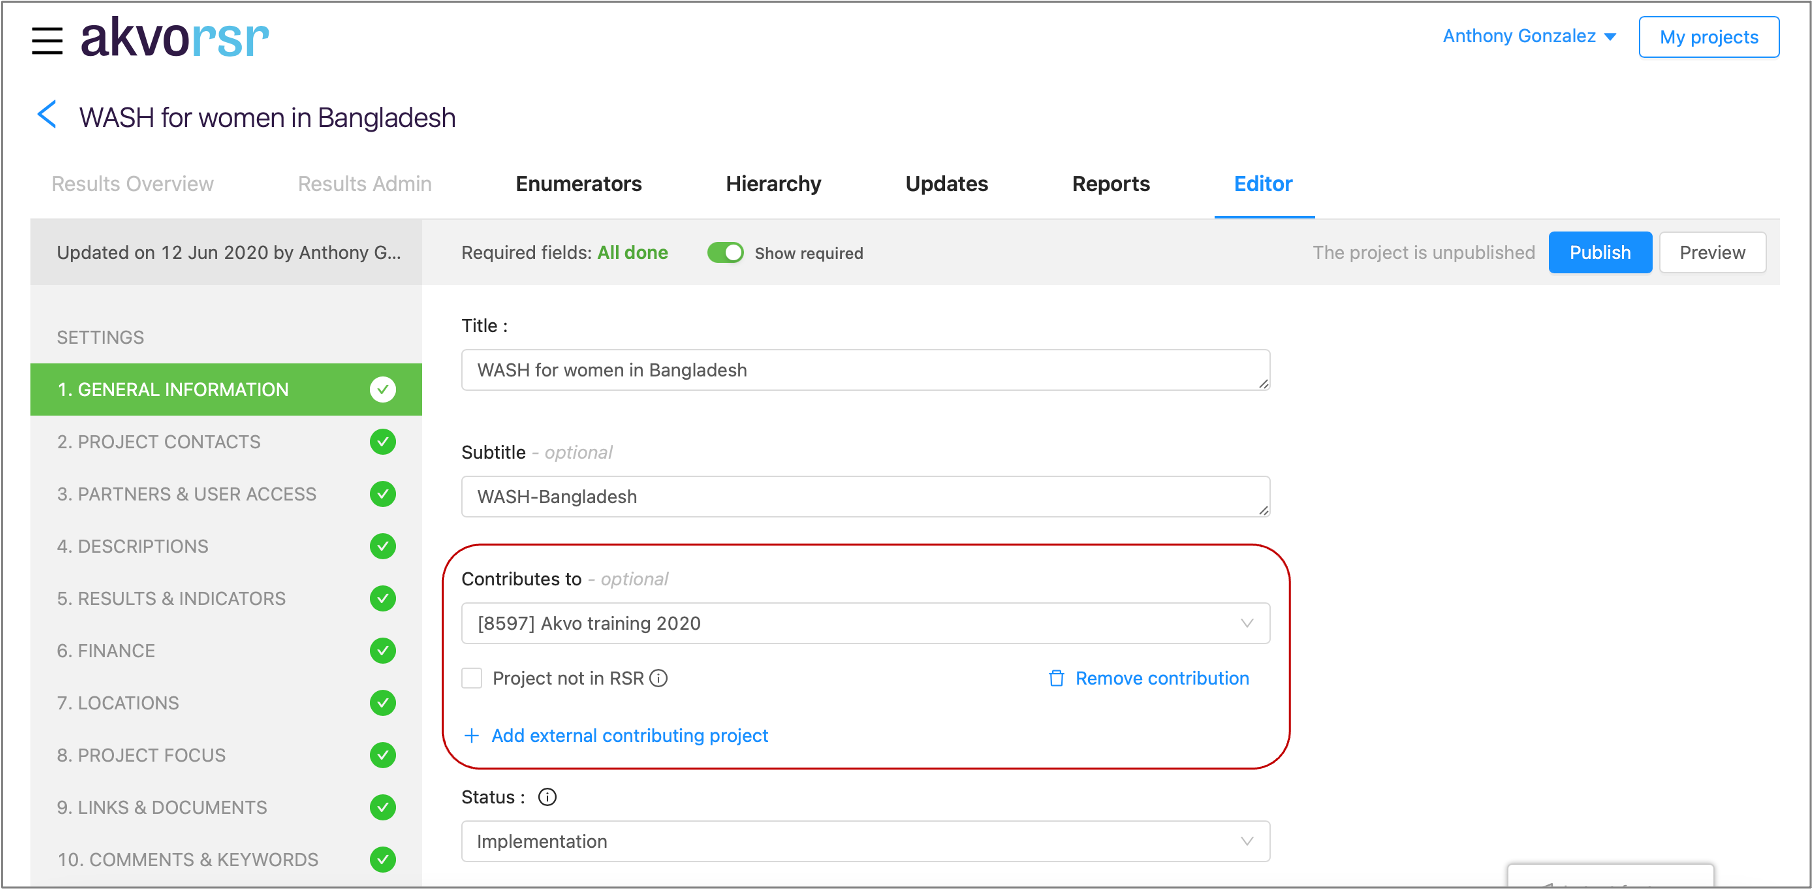 akvorsr
Anthony Gonzalez
My projects
WASH for women in Bangladesh
Results Overview
Results Admin
Enumerators
Hierarchy
Updates
Reports
Editor
Updated on 12 Jun 2020 by Anthony G...
Required fields: All done
Show required
The project is unpublished
Publish
Preview
SETTINGS
1. GENERAL INFORMATION
2. PROJECT CONTACTS
3. PARTNERS & USER ACCESS
4. DESCRIPTIONS
5. RESULTS & INDICATORS
6. FINANCE
7. LOCATIONS
8. PROJECT FOCUS
9. LINKS & DOCUMENTS
10. COMMENTS & KEYWORDS
Title :
WASH for women in Bangladesh
Subtitle - optional
WASH-Bangladesh
Contributes to - optional
[8597] Akvo training 2020
Project not in RSR
Remove contribution
+ Add external contributing project
Status :
Implementation